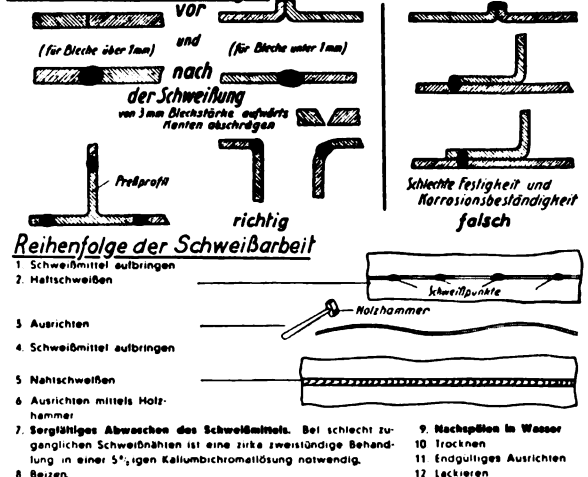 vor
(für Bleche über 1mm)
und
(für Bleche unter 1mm)
nach
der Schweißung
von 3mm Blechstärke aufwärts
Kanten abschrägen
Preßprofil
richtig
Schlechte Festigkeit und
Korrosionsbeständigkeit
falsch
Reihenfolge der Schweißarbeit
1 Schweißmittel aufbringen
2. Haftschweißen
Schweißpunkte
3 Ausrichten
Holzhammer
4. Schweißmittel aufbringen
5 Nahtschweißen
6 Ausrichten mittels Holz-
hammer
7. Sorgfältiges Abwaschen des Schweißmittels. Bei schlecht zu-
gänglichen Schweißnähten ist eine zirka zweistündige Behand-
lung in einer 5%igen Kaliumbichromatlösung notwendig.
8 Beizen.
9. Nachspülen in Wasser
10 Trocknen
11. Endgültiges Ausrichten
12 Lackieren